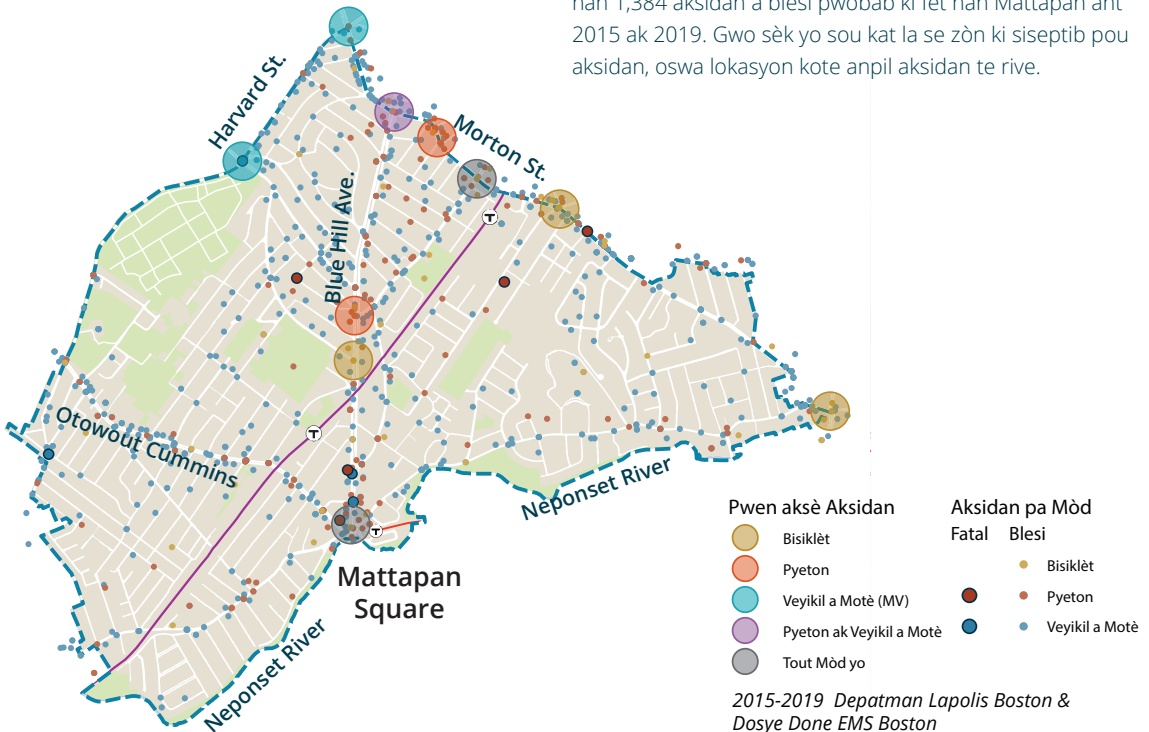 nan 1,384 aksidan a blesi pwobab ki fèt nan Mattapan ant
2015 ak 2019. Gwo sèk yo sou kat la se zòn ki siseptib pou
aksidan, oswa lokasyon kote anpil aksidan te rive.
Harvard St.
Morton St.
Blue Hill Ave.
T
T
Otowout Cummins
Neponset River
T
Mattapan
Square
Neponset River
Pwen aksè Aksidan
Bisiklèt
Pyeton
Veyikil a Motè (MV)
Pyeton ak Veyikil a Motè
Tout Mòd yo
Aksidan pa Mòd
Fatal Blesi
Bisiklèt
Pyeton
Veyikil a Motè
2015-2019 Depatman Lapolis Boston &
Dosye Done EMS Boston